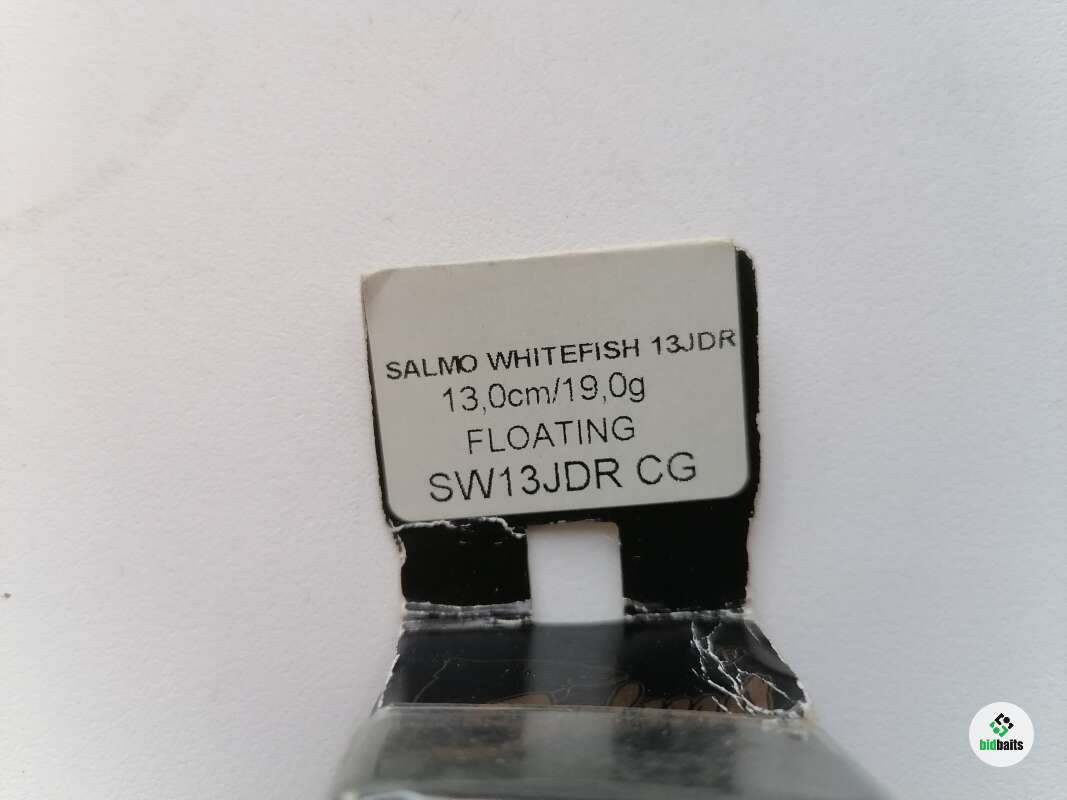 SALMO WHITEFISH 13JDR
13,0cm/19,0g
FLOATING
SW13JDR CG
®
bidbaits